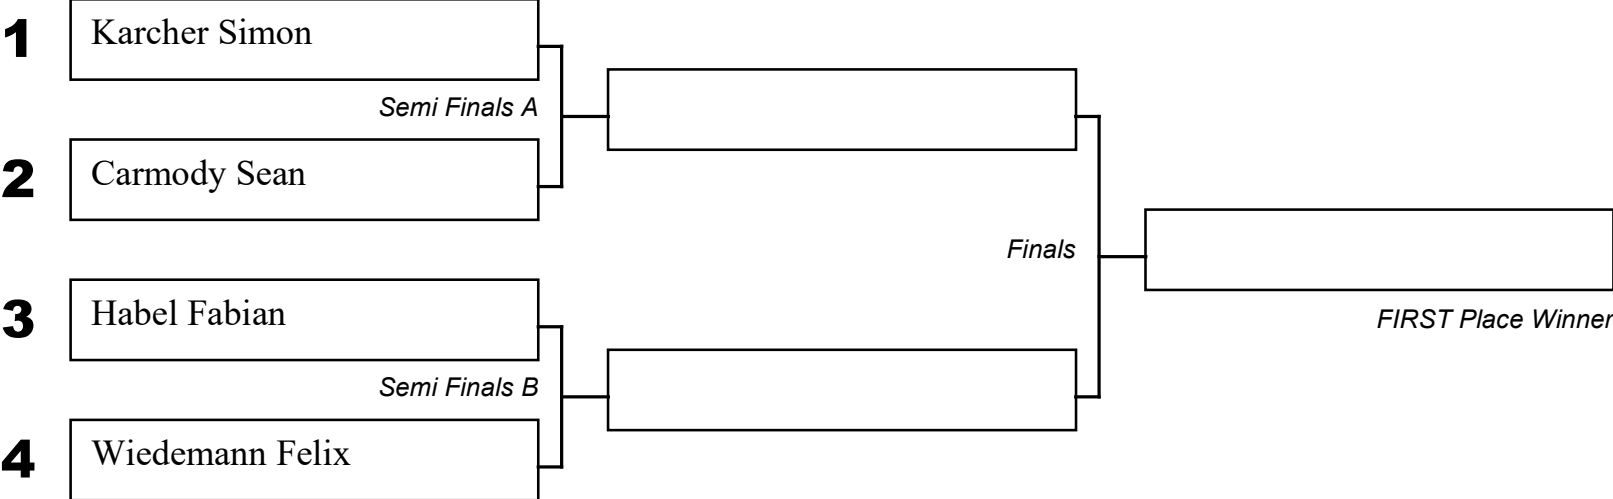 1 Karcher Simon
Semi Finals A
2 Carmody Sean
Finals
3 Habel Fabian
FIRST Place Winner
Semi Finals B
4 Wiedemann Felix